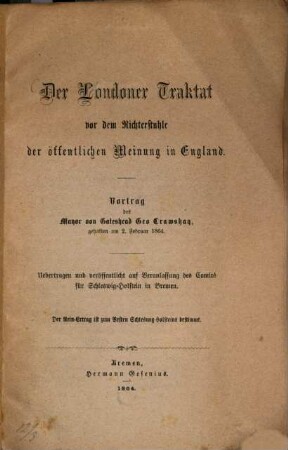 Der Londoner Traktat
vor dem Richterstuhle
der öffentlichen Meinung in England.
Vortrag
des
Mayor von Gateshead Geo Crawshay,
gehalten am 2. Februar 1864.
Uebertragen und veröffentlicht auf Veranlassung des Comités
für Schleswig-Holstein in Bremen.
Der Rein-Ertrag ist zum Besten Schleswig-Holsteins bestimmt.
Bremen,
Hermann Gesenius.
1864.